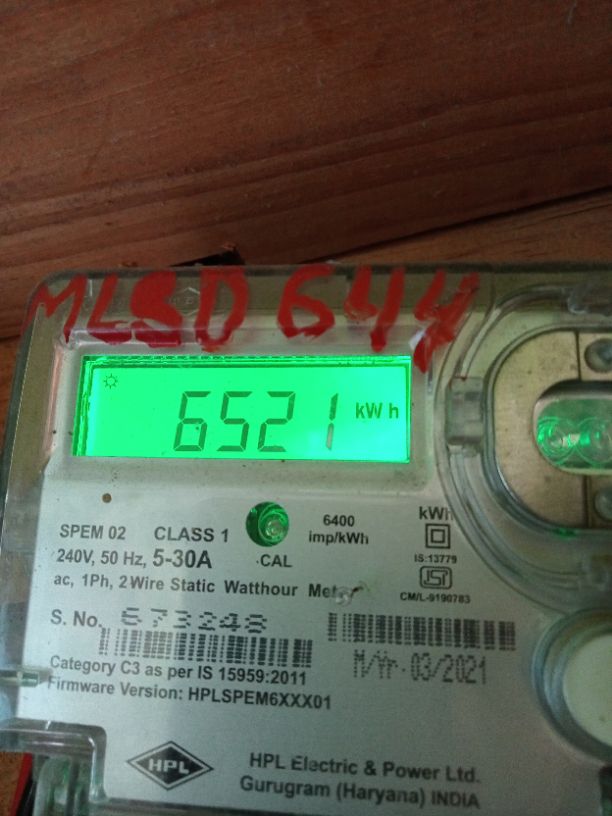 MLSD 644
6521 kWh
SPEM 02 CLASS 1
240V, 50 Hz, 5-30A
ac, 1Ph, 2Wire Static Watthour Meter
CAL
6400
imp/kWh
kWh
IS:13779
ISI
CM/L-9190783
S. No. 673248
M/Yr-03/2021
Category C3 as per IS 15959:2011
Firmware Version: HPLSPEM6XXX01
HPL
HPL Electric & Power Ltd.
Gurugram (Haryana) INDIA